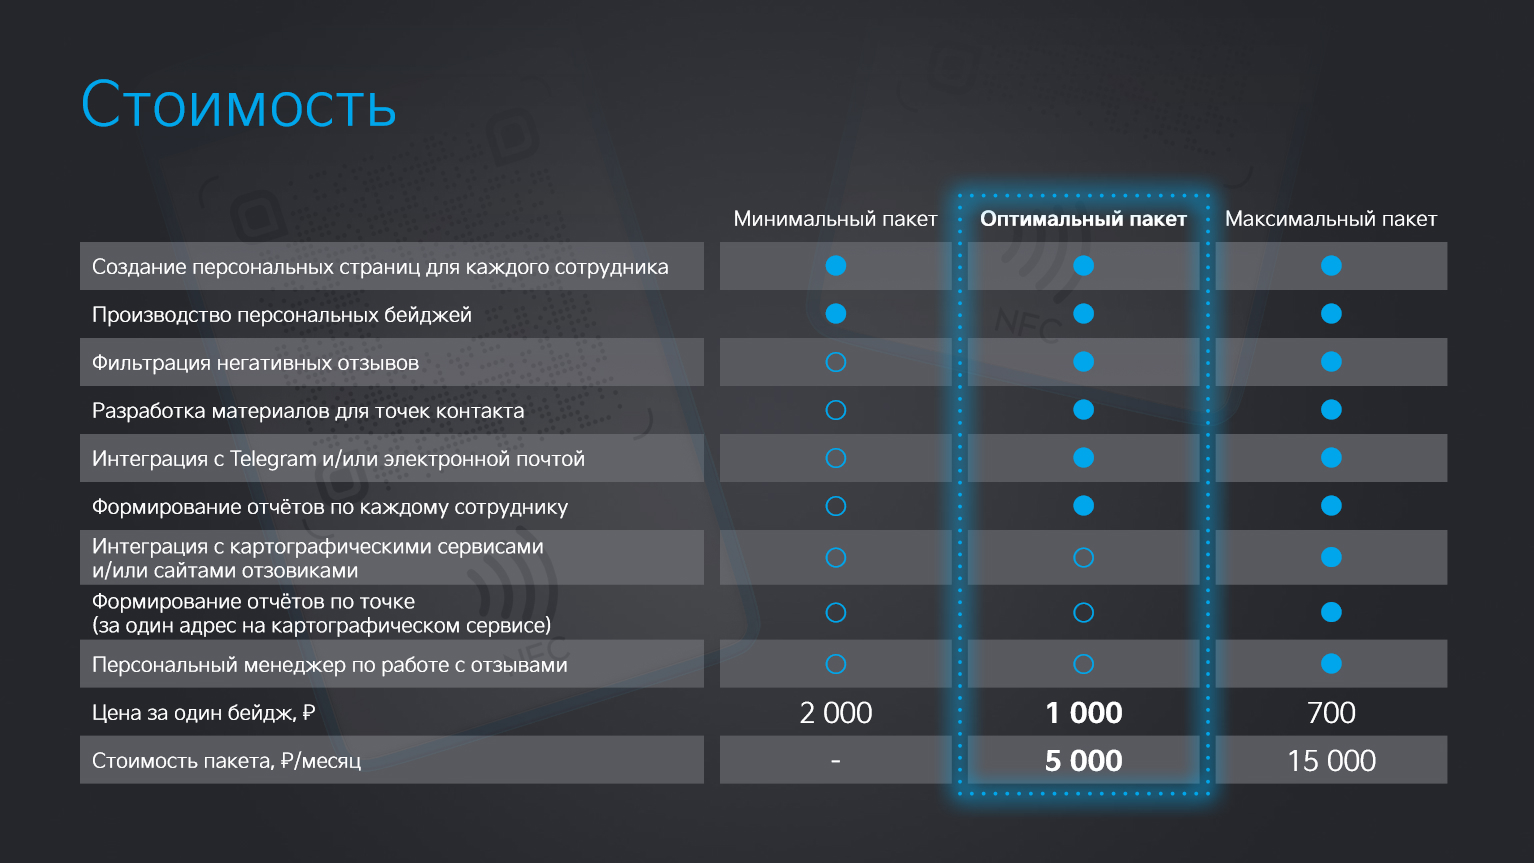 Стоимость
Минимальный пакет Оптимальный пакет Максимальный пакет
Создание персональных страниц для каждого сотрудника
Производство персональных бейджей
Фильтрация негативных отзывов
Разработка материалов для точек контакта
Интеграция с Telegram и/или электронной почтой
Формирование отчётов по каждому сотруднику
Интеграция с картографическими сервисами
и/или сайтами отзовиками
Формирование отчётов по точке
(за один адрес на картографическом сервисе)
Персональный менеджер по работе с отзывами
Цена за один бейдж, ₽ 2 000 1 000 700
Стоимость пакета, ₽/месяц - 5 000 15 000
NFC
NFC